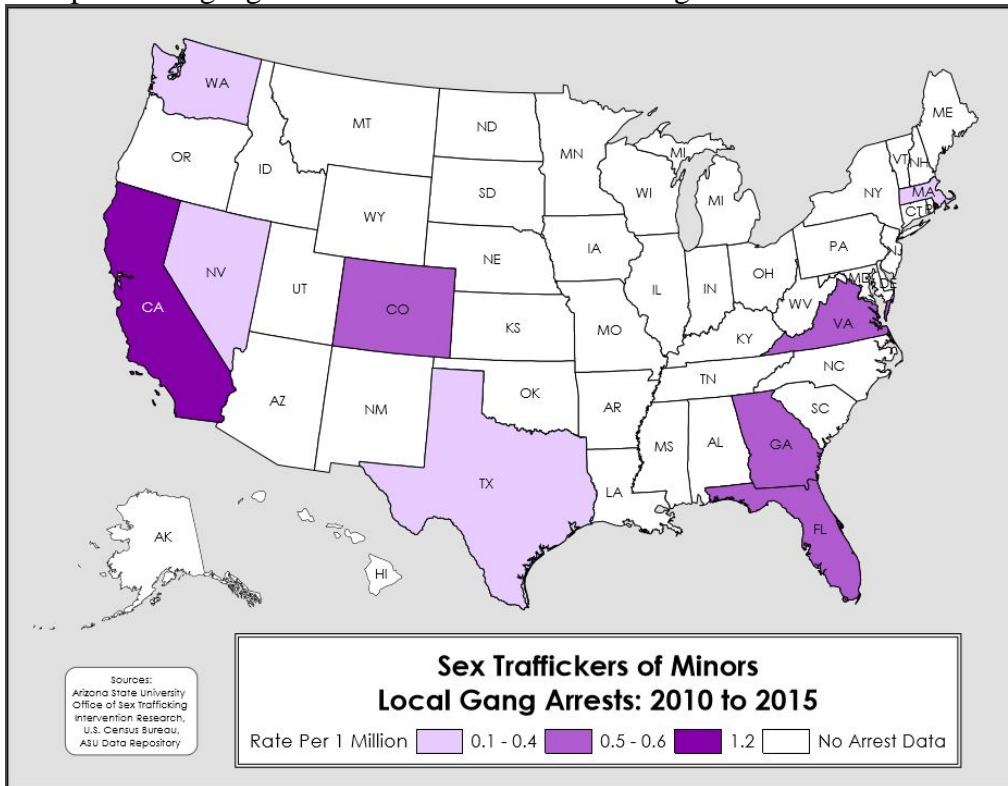 WA
MT
ND
MN
ME
OR
ID
SD
WI
MI
MI
VT
NH
NY
MA
CT
WY
IA
PA
NE
NV
UT
IL
IN
OH
MD
DE
CA
CO
WV
VA
KS
MO
KY
NC
TN
AZ
NM
OK
AR
SC
MS
AL
GA
TX
LA
FL
AK
HI
Sex Traffickers of Minors
Local Gang Arrests: 2010 to 2015
Rate Per 1 Million 0.1 - 0.4 0.5 - 0.6 1.2 No Arrest Data
Sources:
Arizona State University
Office of Sex Trafficking
Intervention Research,
U.S. Census Bureau,
ASU Data Repository